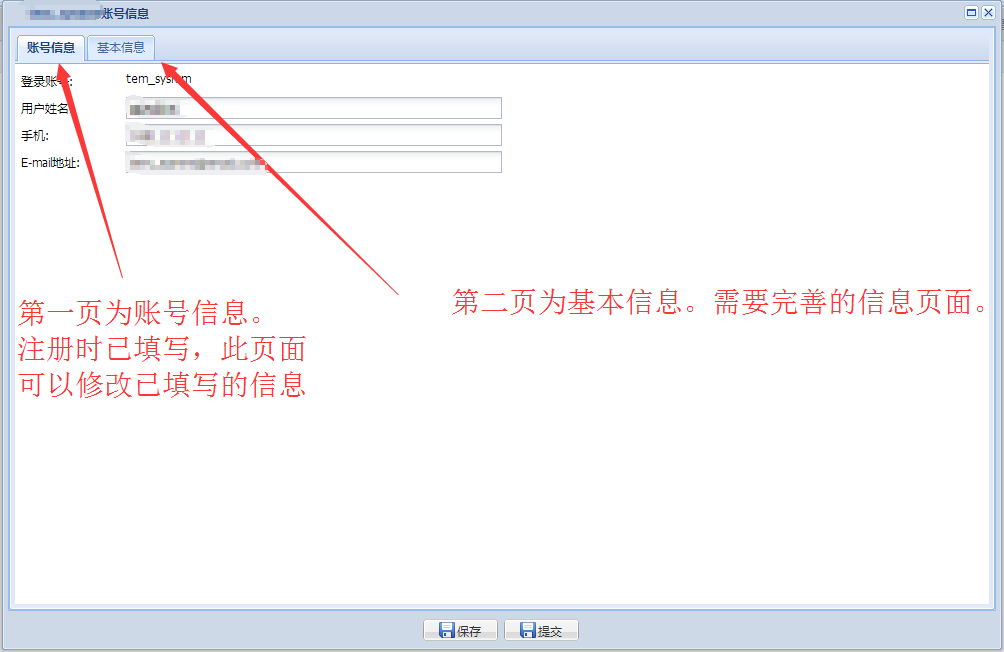 账号信息
账号信息
基本信息
登录账号:
tem_system
用户姓名
手机:
E-mail地址:
第一页为账号信息。
注册时已填写，此页面
可以修改已填写的信息
第二页为基本信息。需要完善的信息页面。
保存
提交